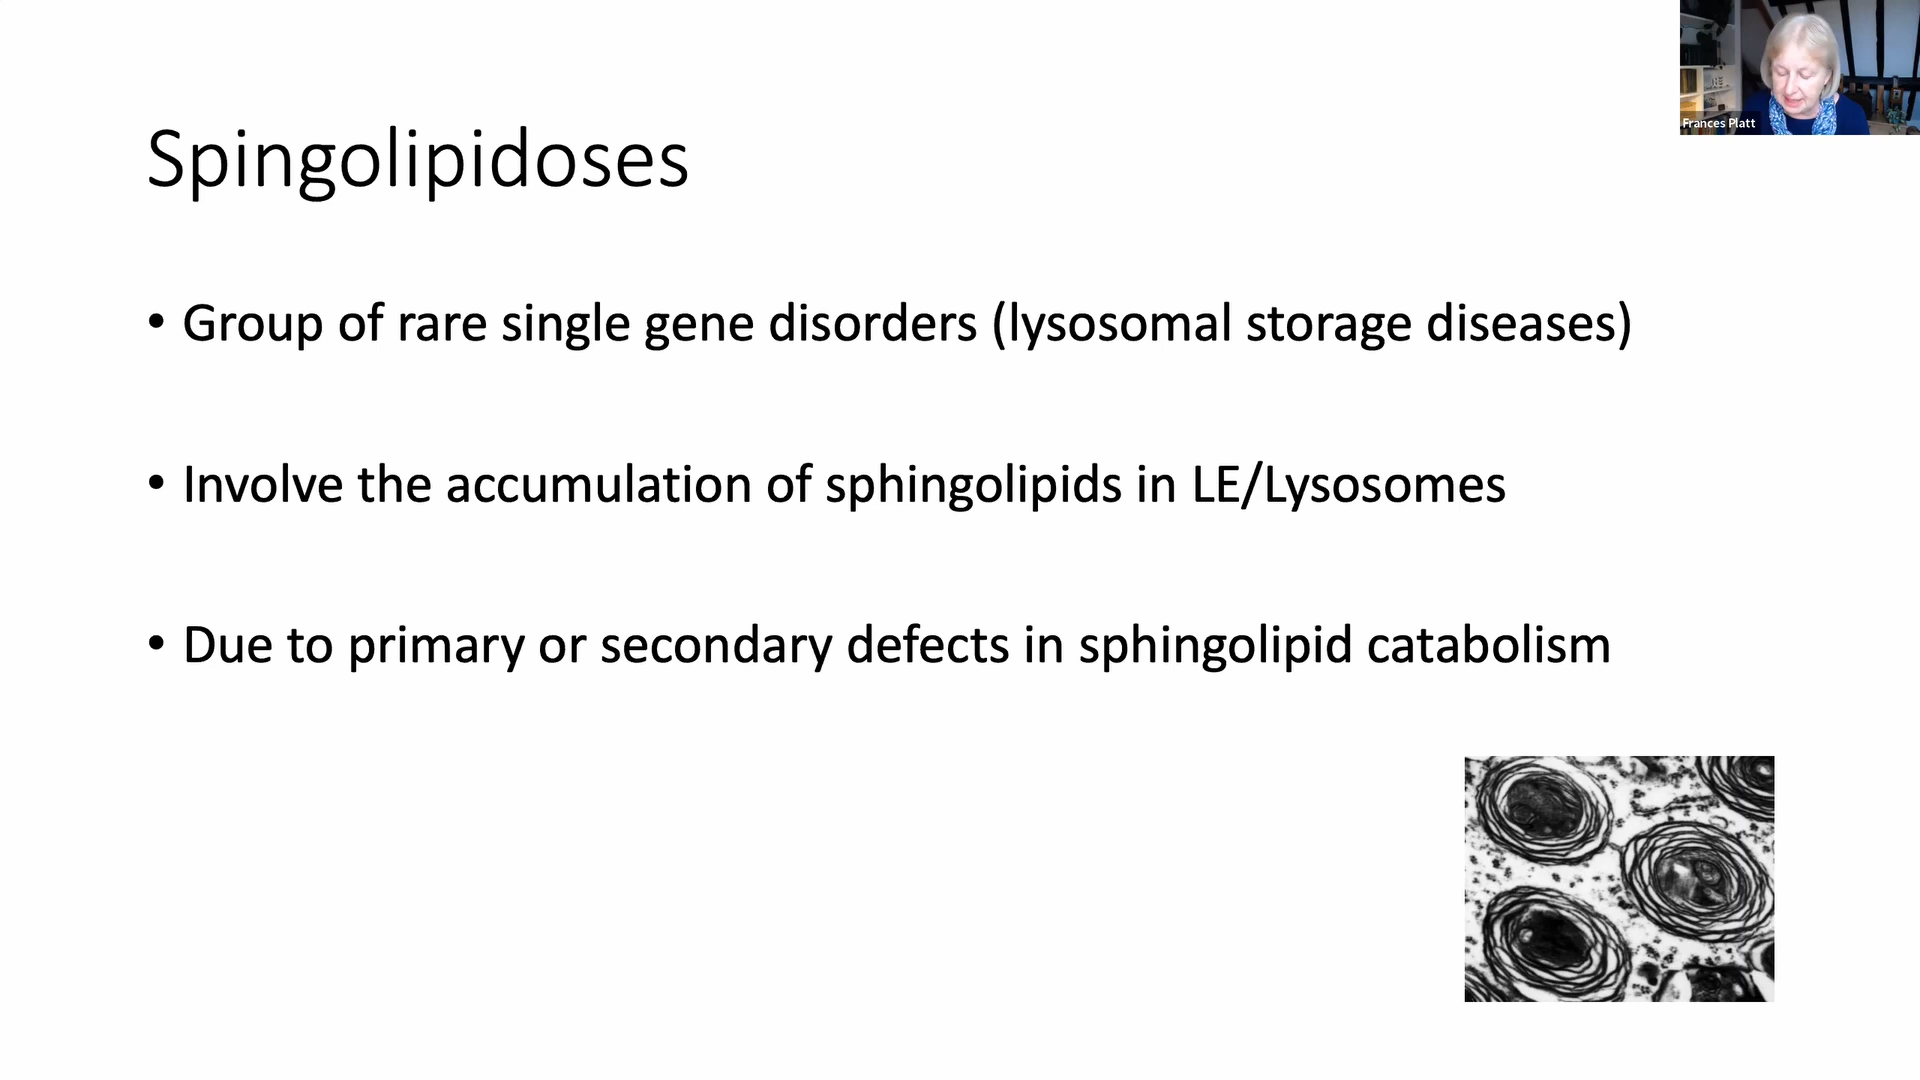 Frances Platt
Spingolipidoses
• Group of rare single gene disorders (lysosomal storage diseases)
• Involve the accumulation of sphingolipids in LE/Lysosomes
• Due to primary or secondary defects in sphingolipid catabolism